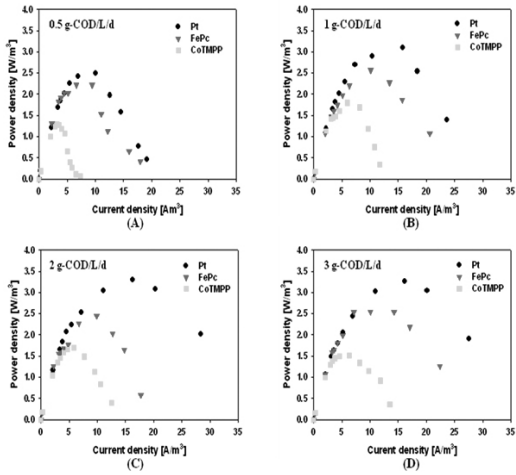 (A)
0.5 g-COD/L/d
Pt
FePc
CoTMPP
Power density [W/m³]
4.0
3.5
3.0
2.5
2.0
1.5
1.0
0.5
0.0
0 5 10 15 20 25 30 35
Current density [Am³]
(A)
1 g-COD/L/d
Pt
FePc
CoTMPP
Power density [W/m³]
4.0
3.5
3.0
2.5
2.0
1.5
1.0
0.5
0.0
0 5 10 15 20 25 30 35
Current density [Am³]
(B)
2 g-COD/L/d
Pt
FePc
CoTMPP
Power density [W/m³]
4.0
3.5
3.0
2.5
2.0
1.5
1.0
0.5
0.0
0 5 10 15 20 25 30 35
Current density [A/m³]
(C)
3 g-COD/L/d
Pt
FePc
CoTMPP
Power density [W/m³]
4.0
3.5
3.0
2.5
2.0
1.5
1.0
0.5
0.0
0 5 10 15 20 25 30 35
Current density [A/m³]
(D)